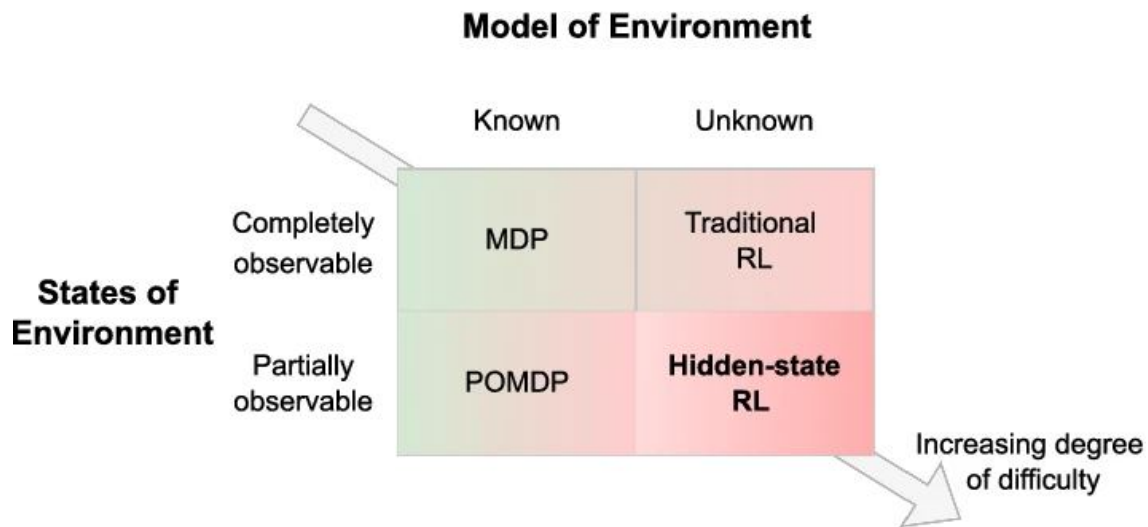 Model of Environment
Known
Unknown
Completely
observable
MDP
Traditional
RL
States of
Environment
Partially
observable
POMDP
Hidden-state
RL
Increasing degree
of difficulty